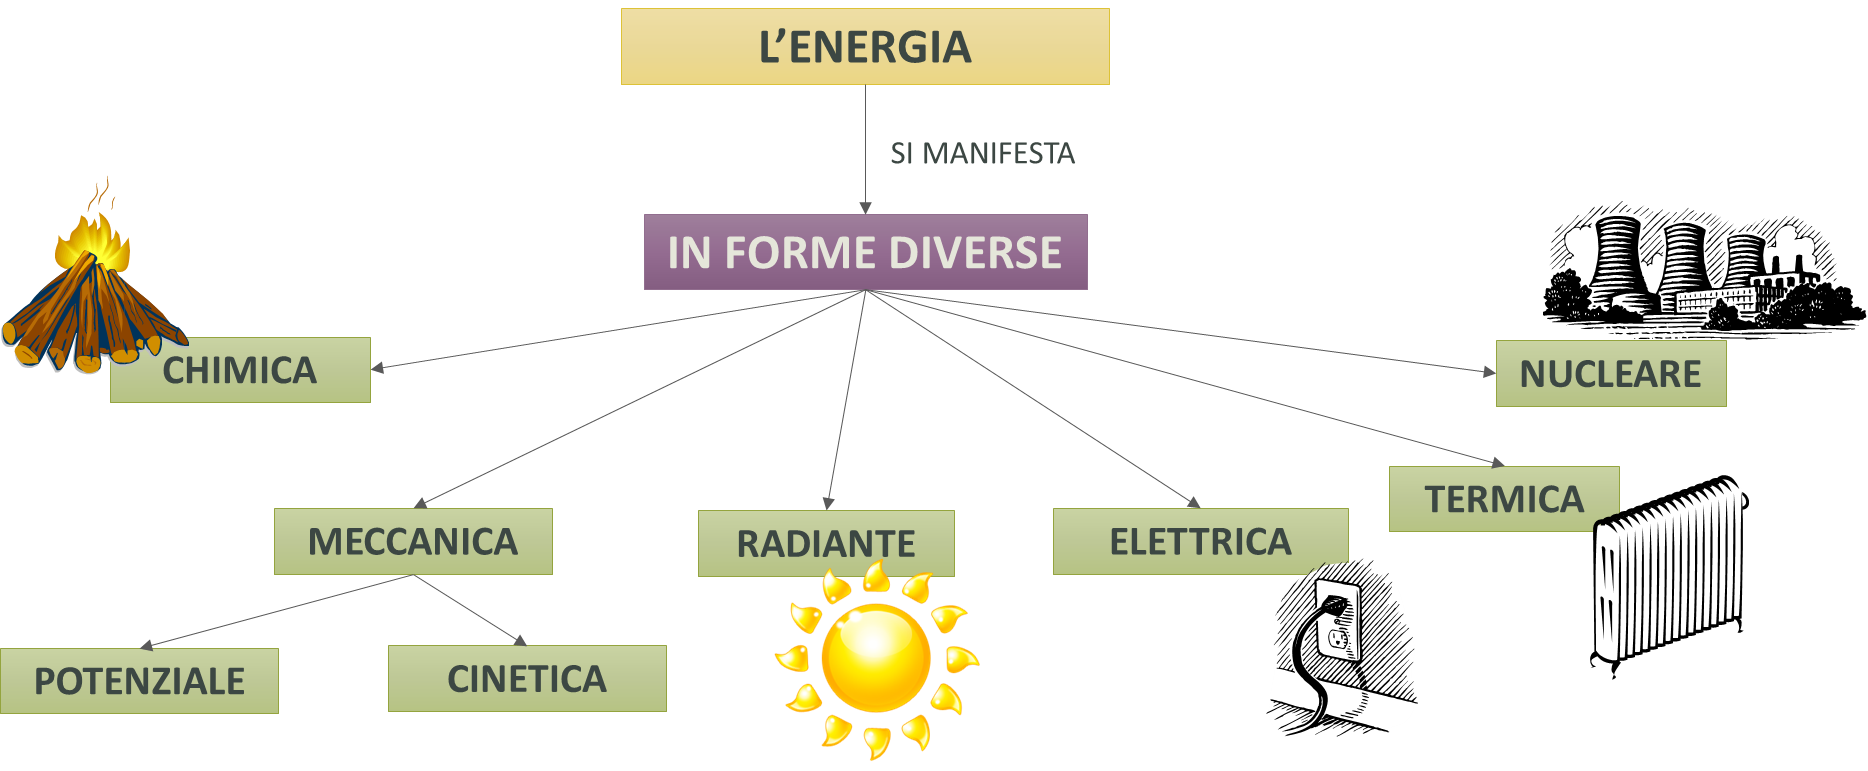 L’ENERGIA
SI MANIFESTA
IN FORME DIVERSE
CHIMICA
NUCLEARE
TERMICA
MECCANICA
RADIANTE
ELETTRICA
POTENZIALE
CINETICA